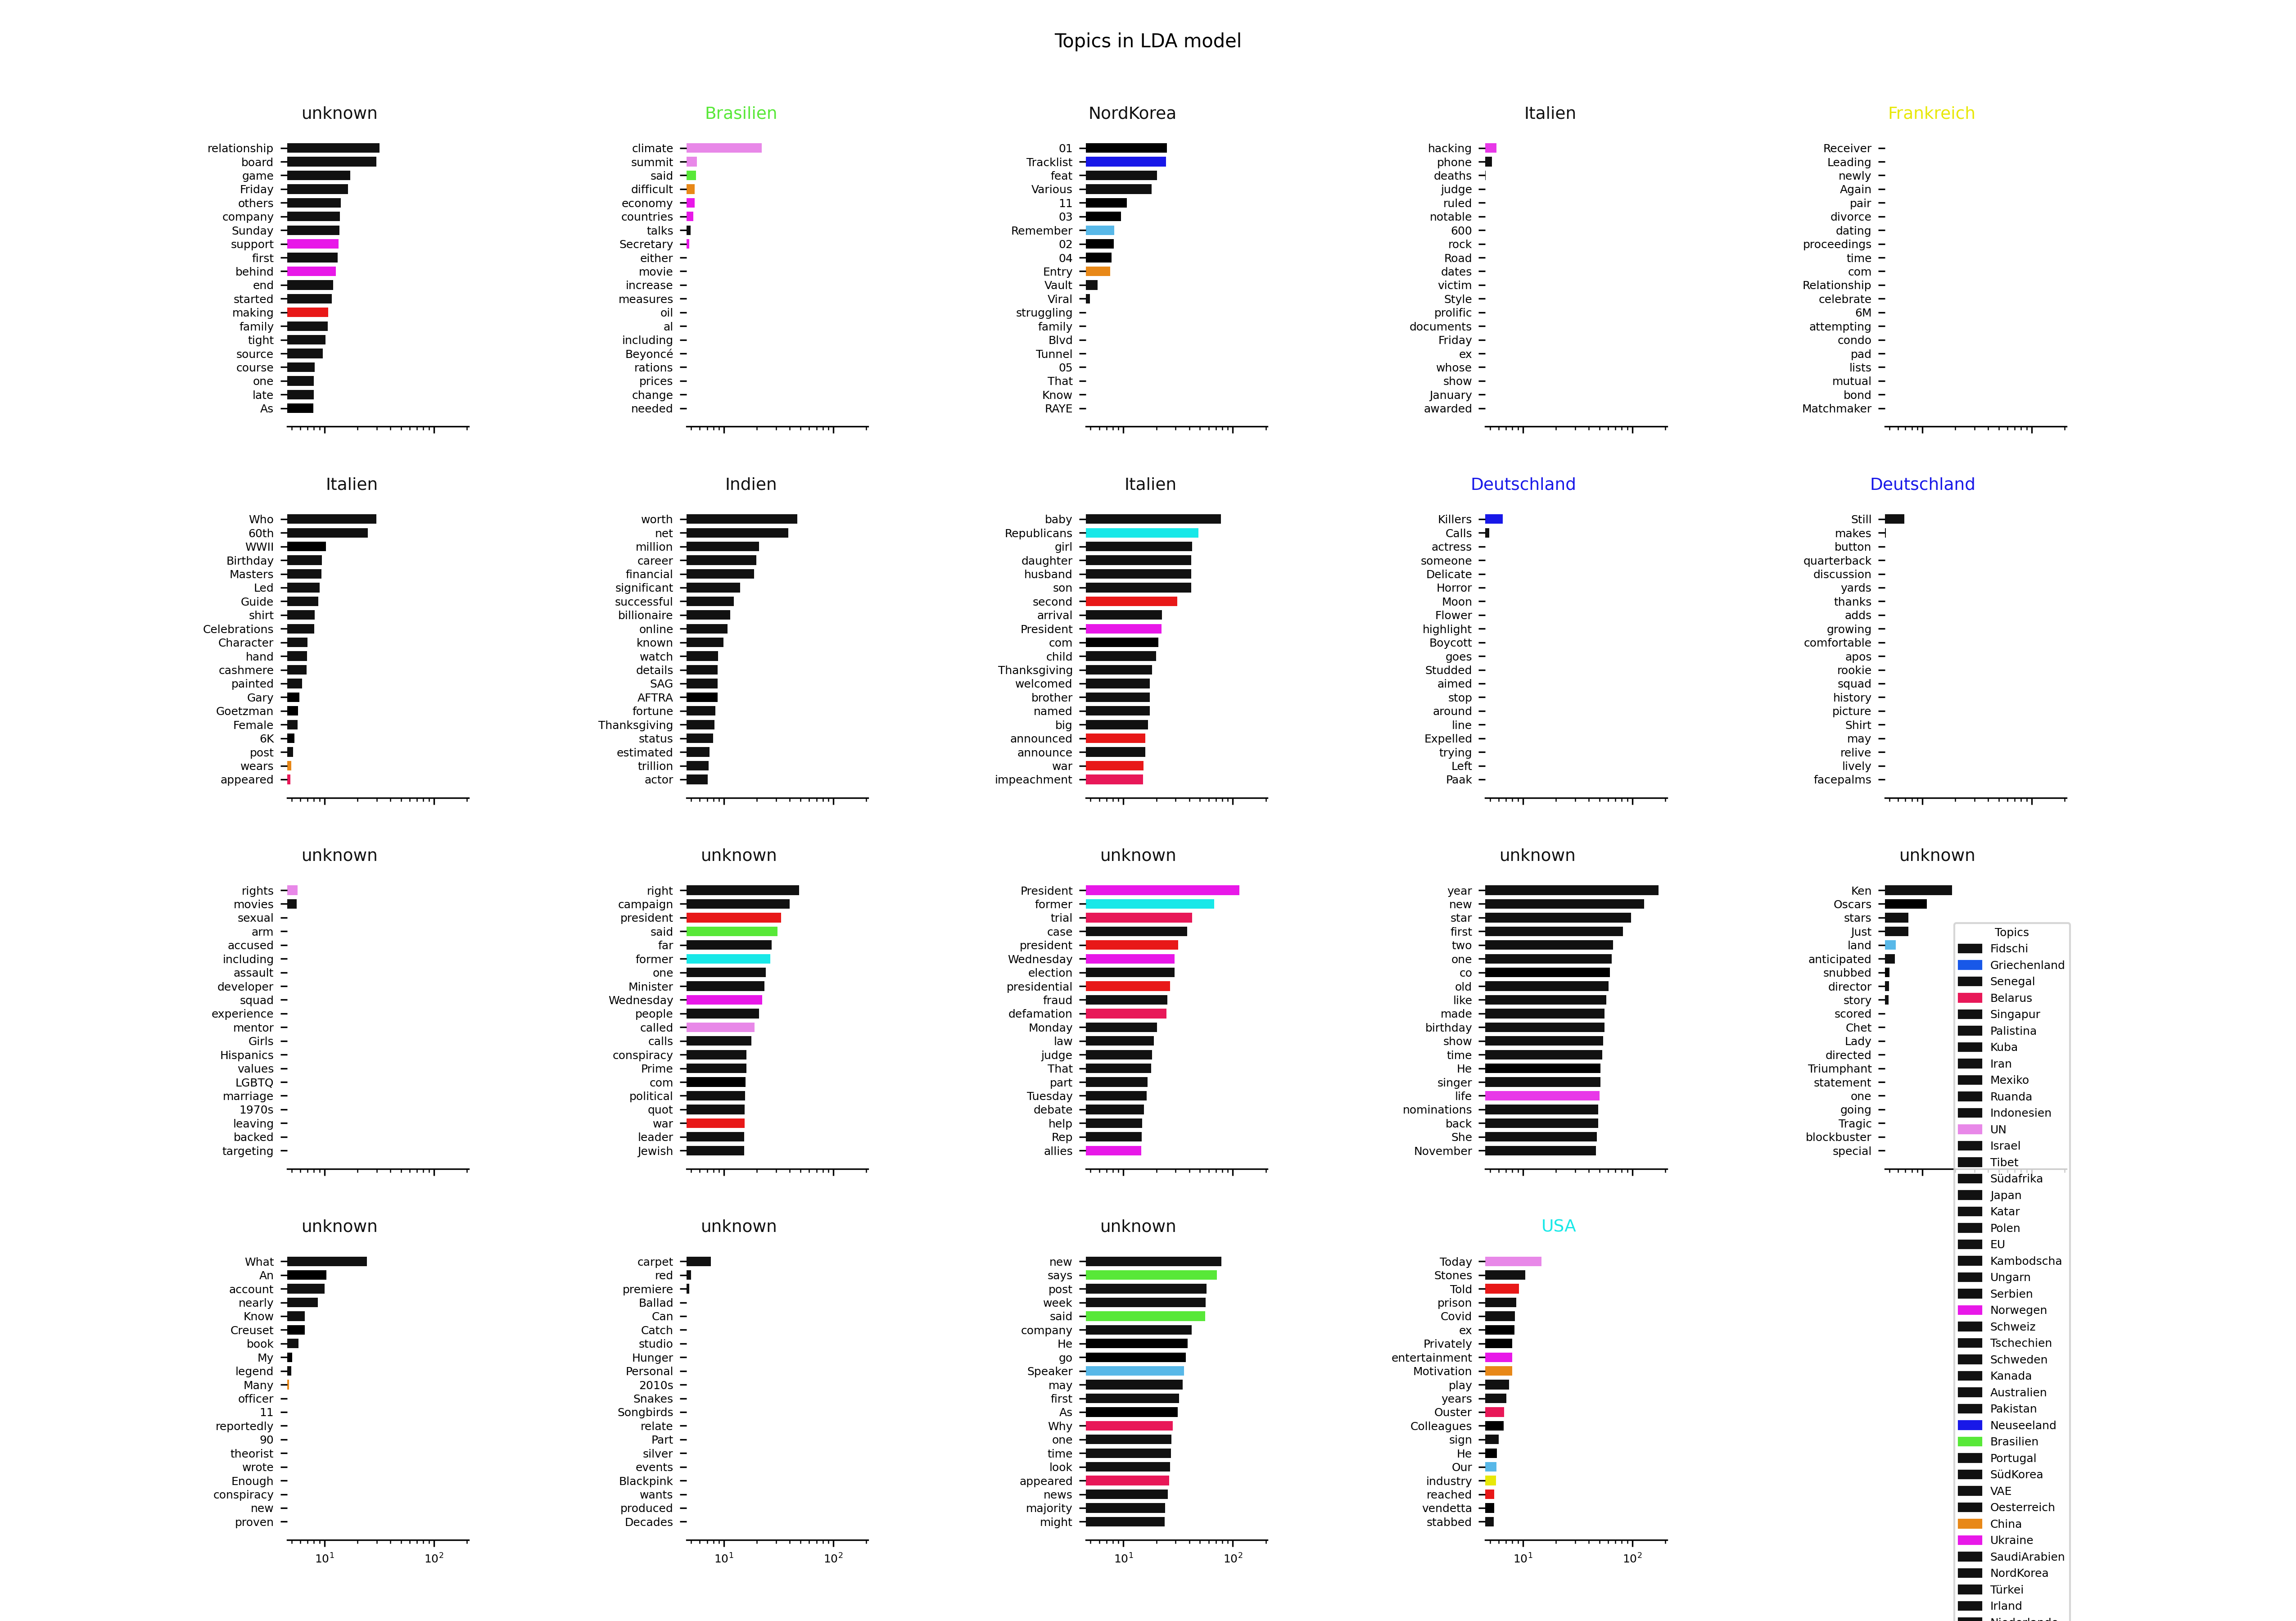 Topics in LDA model
unknown
relationship
board
game
Friday
others
company
Sunday
support
first
behind
end
started
making
family
tight
source
course
one
late
As
Brasilien
climate
summit
said
difficult
economy
countries
talks
Secretary
either
movie
increase
measures
oil
al
including
Beyoncé
rations
prices
change
needed
NordKorea
01
Tracklist
feat
Various
11
03
Remember
02
04
Entry
Vault
Viral
struggling
family
Blvd
Tunnel
05
That
Know
RAYE
Italien
hacking
phone
deaths
judge
ruled
notable
600
rock
Road
dates
victim
Style
prolific
documents
Friday
ex
whose
show
January
awarded
Frankreich
Receiver
Leading
newly
Again
pair
divorce
dating
proceedings
time
com
Relationship
celebrate
6M
attempting
condo
pad
lists
mutual
bond
Matchmaker
Italien
Who
60th
WWII
Birthday
Masters
Led
Guide
shirt
Celebrations
Character
hand
cashmere
painted
Gary
Goetzman
Female
6K
post
wears
appeared
Indien
worth
net
million
career
financial
significant
successful
billionaire
online
known
watch
details
SAG
AFTRA
fortune
Thanksgiving
status
estimated
trillion
actor
Italien
baby
Republicans
girl
daughter
husband
son
second
arrival
President
com
child
Thanksgiving
welcomed
brother
named
big
announced
announce
war
impeachment
Deutschland
Killers
Calls
actress
someone
Delicate
Horror
Moon
Flower
highlight
Boycott
goes
Studded
aimed
stop
around
line
Expelled
trying
Left
Paak
Deutschland
Still
makes
button
quarterback
discussion
yards
thanks
adds
growing
comfortable
apos
rookie
squad
history
picture
Shirt
may
relive
lively
facepalms
unknown
rights
movies
sexual
arm
accused
including
assault
developer
squad
experience
mentor
Girls
Hispanics
values
LGBTQ
marriage
1970s
leaving
backed
targeting
unknown
right
campaign
president
said
far
former
one
Minister
Wednesday
people
called
calls
conspiracy
Prime
com
political
quot
war
leader
Jewish
unknown
President
former
trial
case
president
Wednesday
election
presidential
fraud
defamation
Monday
law
judge
That
part
Tuesday
debate
help
Rep
allies
unknown
year
new
star
first
two
one
co
old
like
made
birthday
show
time
He
singer
life
nominations
back
She
November
unknown
Ken
Oscars
stars
Just
land
anticipated
snubbed
director
story
scored
Chet
Lady
directed
Triumphant
statement
one
going
Tragic
blockbuster
special
unknown
What
An
account
nearly
Know
Creuset
book
My
legend
Many
officer
11
reportedly
90
theorist
wrote
Enough
conspiracy
new
proven
10¹ 10²
unknown
carpet
red
premiere
Ballad
Can
Catch
studio
Hunger
Personal
2010s
Snakes
Songbirds
relate
Part
silver
events
Blackpink
wants
produced
Decades
10¹ 10²
unknown
new
says
post
week
said
company
He
go
Speaker
may
first
As
Why
one
time
look
appeared
news
majority
might
10¹ 10²
USA
Today
Stones
Told
prison
Covid
ex
Privately
entertainment
Motivation
play
years
Ouster
Colleagues
sign
He
Our
industry
reached
vendetta
stabbed
10¹ 10²
Topics
Fidschi
Griechenland
Senegal
Belarus
Singapur
Palistina
Kuba
Iran
Mexiko
Ruanda
Indonesien
UN
Israel
Tibet
Südafrika
Japan
Katar
Polen
EU
Kambodscha
Ungarn
Serbien
Norwegen
Schweiz
Tschechien
Schweden
Kanada
Australien
Pakistan
Neuseeland
Brasilien
Portugal
SüdKorea
VAE
Oesterreich
China
Ukraine
SaudiArabien
NordKorea
Türkei
Irland